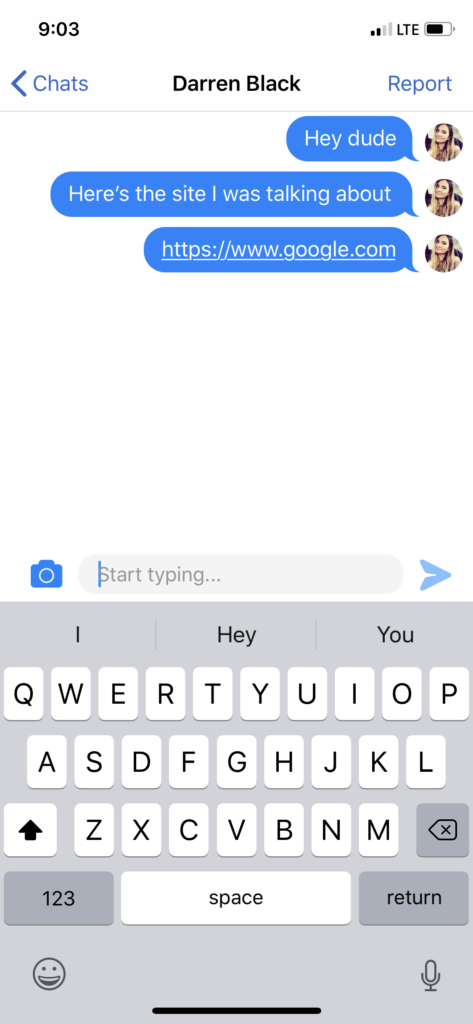 9:03 LTE
Chats Darren Black Report
Hey dude
Here's the site I was talking about
https://www.google.com
Start typing...
I Hey You
Q W E R T Y U I O P
A S D F G H J K L
Z X C V B N M
123 space return